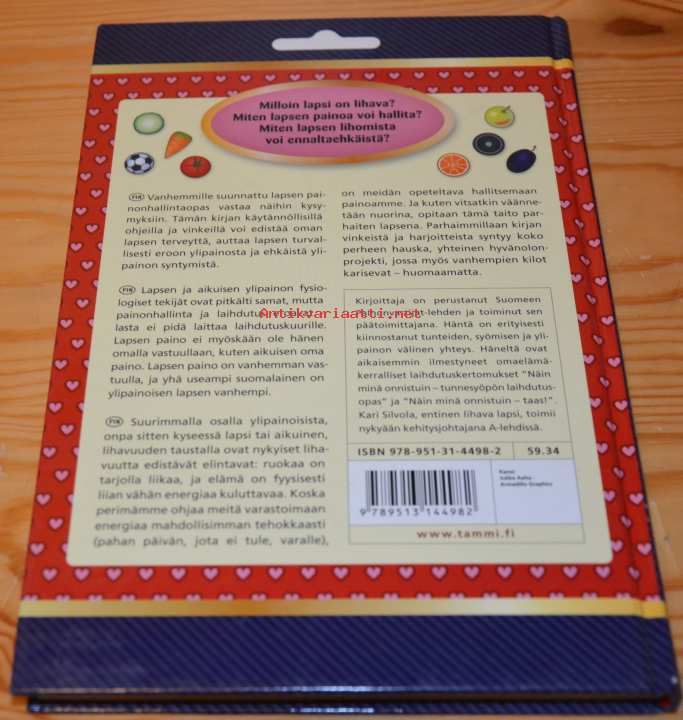 Milloin lapsi on lihava?
Miten lapsen painoa voi hallita?
Miten lapsen lihomista
voi ennaltaehkäistä?
FIN Vanhemmille suunnattu lapsen pai-
nonhallintaopas vastaa näihin kysy-
myksiin. Tämän kirjan käytännöllisillä
ohjeilla ja vinkeillä voi edistää oman
lapsen terveyttä, auttaa lapsen turval-
lisesti eroon ylipainosta ja ehkäistä yli-
painon syntymistä.
FIN Lapsen ja aikuisen ylipainon fysio-
logiset tekijät ovat pitkälti samat, mutta
painonhallinta ja laihdutus eivät.
lasta ei pidä laittaa laihdutuskuurille.
Lapsen paino ei myöskään ole hänen
omalla vastuullaan, kuten aikuisen oma
paino. Lapsen paino on vanhemman vas-
tuulla, ja yhä useampi suomalainen on
ylipainoisen lapsen vanhempi.
FIN Suurimmalla osalla ylipainoisista,
onpa sitten kyseessä lapsi tai aikuinen,
lihavuuden taustalla ovat nykyiset liha-
vuutta edistävät elintavat: ruokaa on
tarjolla liikaa, ja elämä on fyysisesti
liian vähän energiaa kuluttavaa. Koska
perimämme ohjaa meitä varastoimaan
energiaa mahdollisimman tehokkaasti
(pahan päivän, jota ei tule, varalle),
on meidän opeteltava hallitsemaan
painoamme. Ja kuten vitsatkin väänne-
tään nuorina, opitaan tämä taito par-
haiten lapsena. Parhaimmillaan kirjan
vinkeistä ja harjoitteista syntyy koko
perheen hauska, yhteinen hyvänolon-
projekti, jossa myös vanhempien kilot
karisevat – huomaamatta.
Kirjoittaja on perustanut Suomeen
-lehden ja toiminut sen
päätoimittajana. Häntä on erityisesti
kiinnostanut tunteiden, syömisen ja yli-
painon välinen yhteys. Häneltä ovat
aikaisemmin ilmestyneet omaelämä-
kerralliset laihdutuskertomukset "Näin
minä onnistuin – tunnesyöpön laihdutus-
opas" ja "Näin minä onnistuin – taas!".
Kari Silvola, entinen lihava lapsi, toimii
nykyään kehitysjohtajana A-lehdissä.
Antikvariaatti.net
ISBN 978-951-31-4498-2 59.34
9 789513 144982
Kansi:
Armadillo Graphics
www.tammi.fi